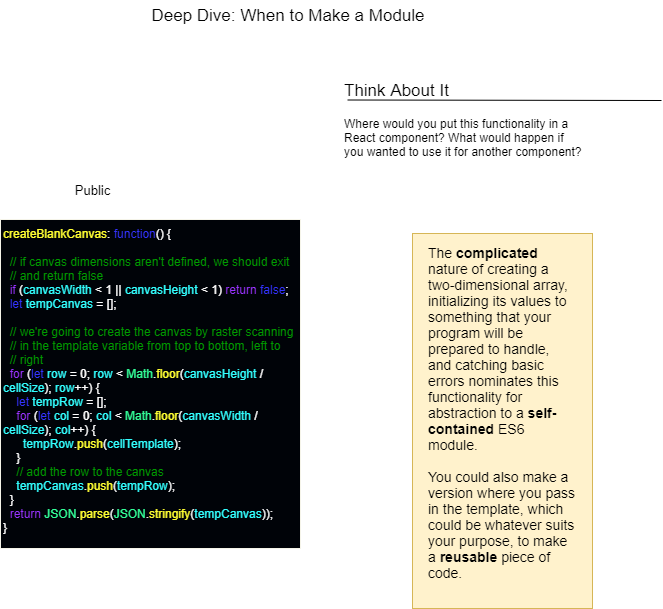 Deep Dive: When to Make a Module
Think About It
Where would you put this functionality in a
React component? What would happen if
you wanted to use it for another component?
Public
createBlankCanvas: function() {
// if canvas dimensions aren't defined, we should exit
// and return false
if (canvasWidth < 1 || canvasHeight < 1) return false;
let tempCanvas = [];
// we're going to create the canvas by raster scanning
// in the template variable from top to bottom, left to
// right
for (let row = 0; row < Math.floor(canvasHeight /
cellSize); row++) {
let tempRow = [];
for (let col = 0; col < Math.floor(canvasWidth /
cellSize); col++) {
tempRow.push(cellTemplate);
}
// add the row to the canvas
tempCanvas.push(tempRow);
}
return JSON.parse(JSON.stringify(tempCanvas));
}
The complicated
nature of creating a
two-dimensional array,
initializing its values to
something that your
program will be
prepared to handle,
and catching basic
errors nominates this
functionality for
abstraction to a self-
contained ES6
module.
You could also make a
version where you pass
in the template, which
could be whatever suits
your purpose, to make
a reusable piece of
code.